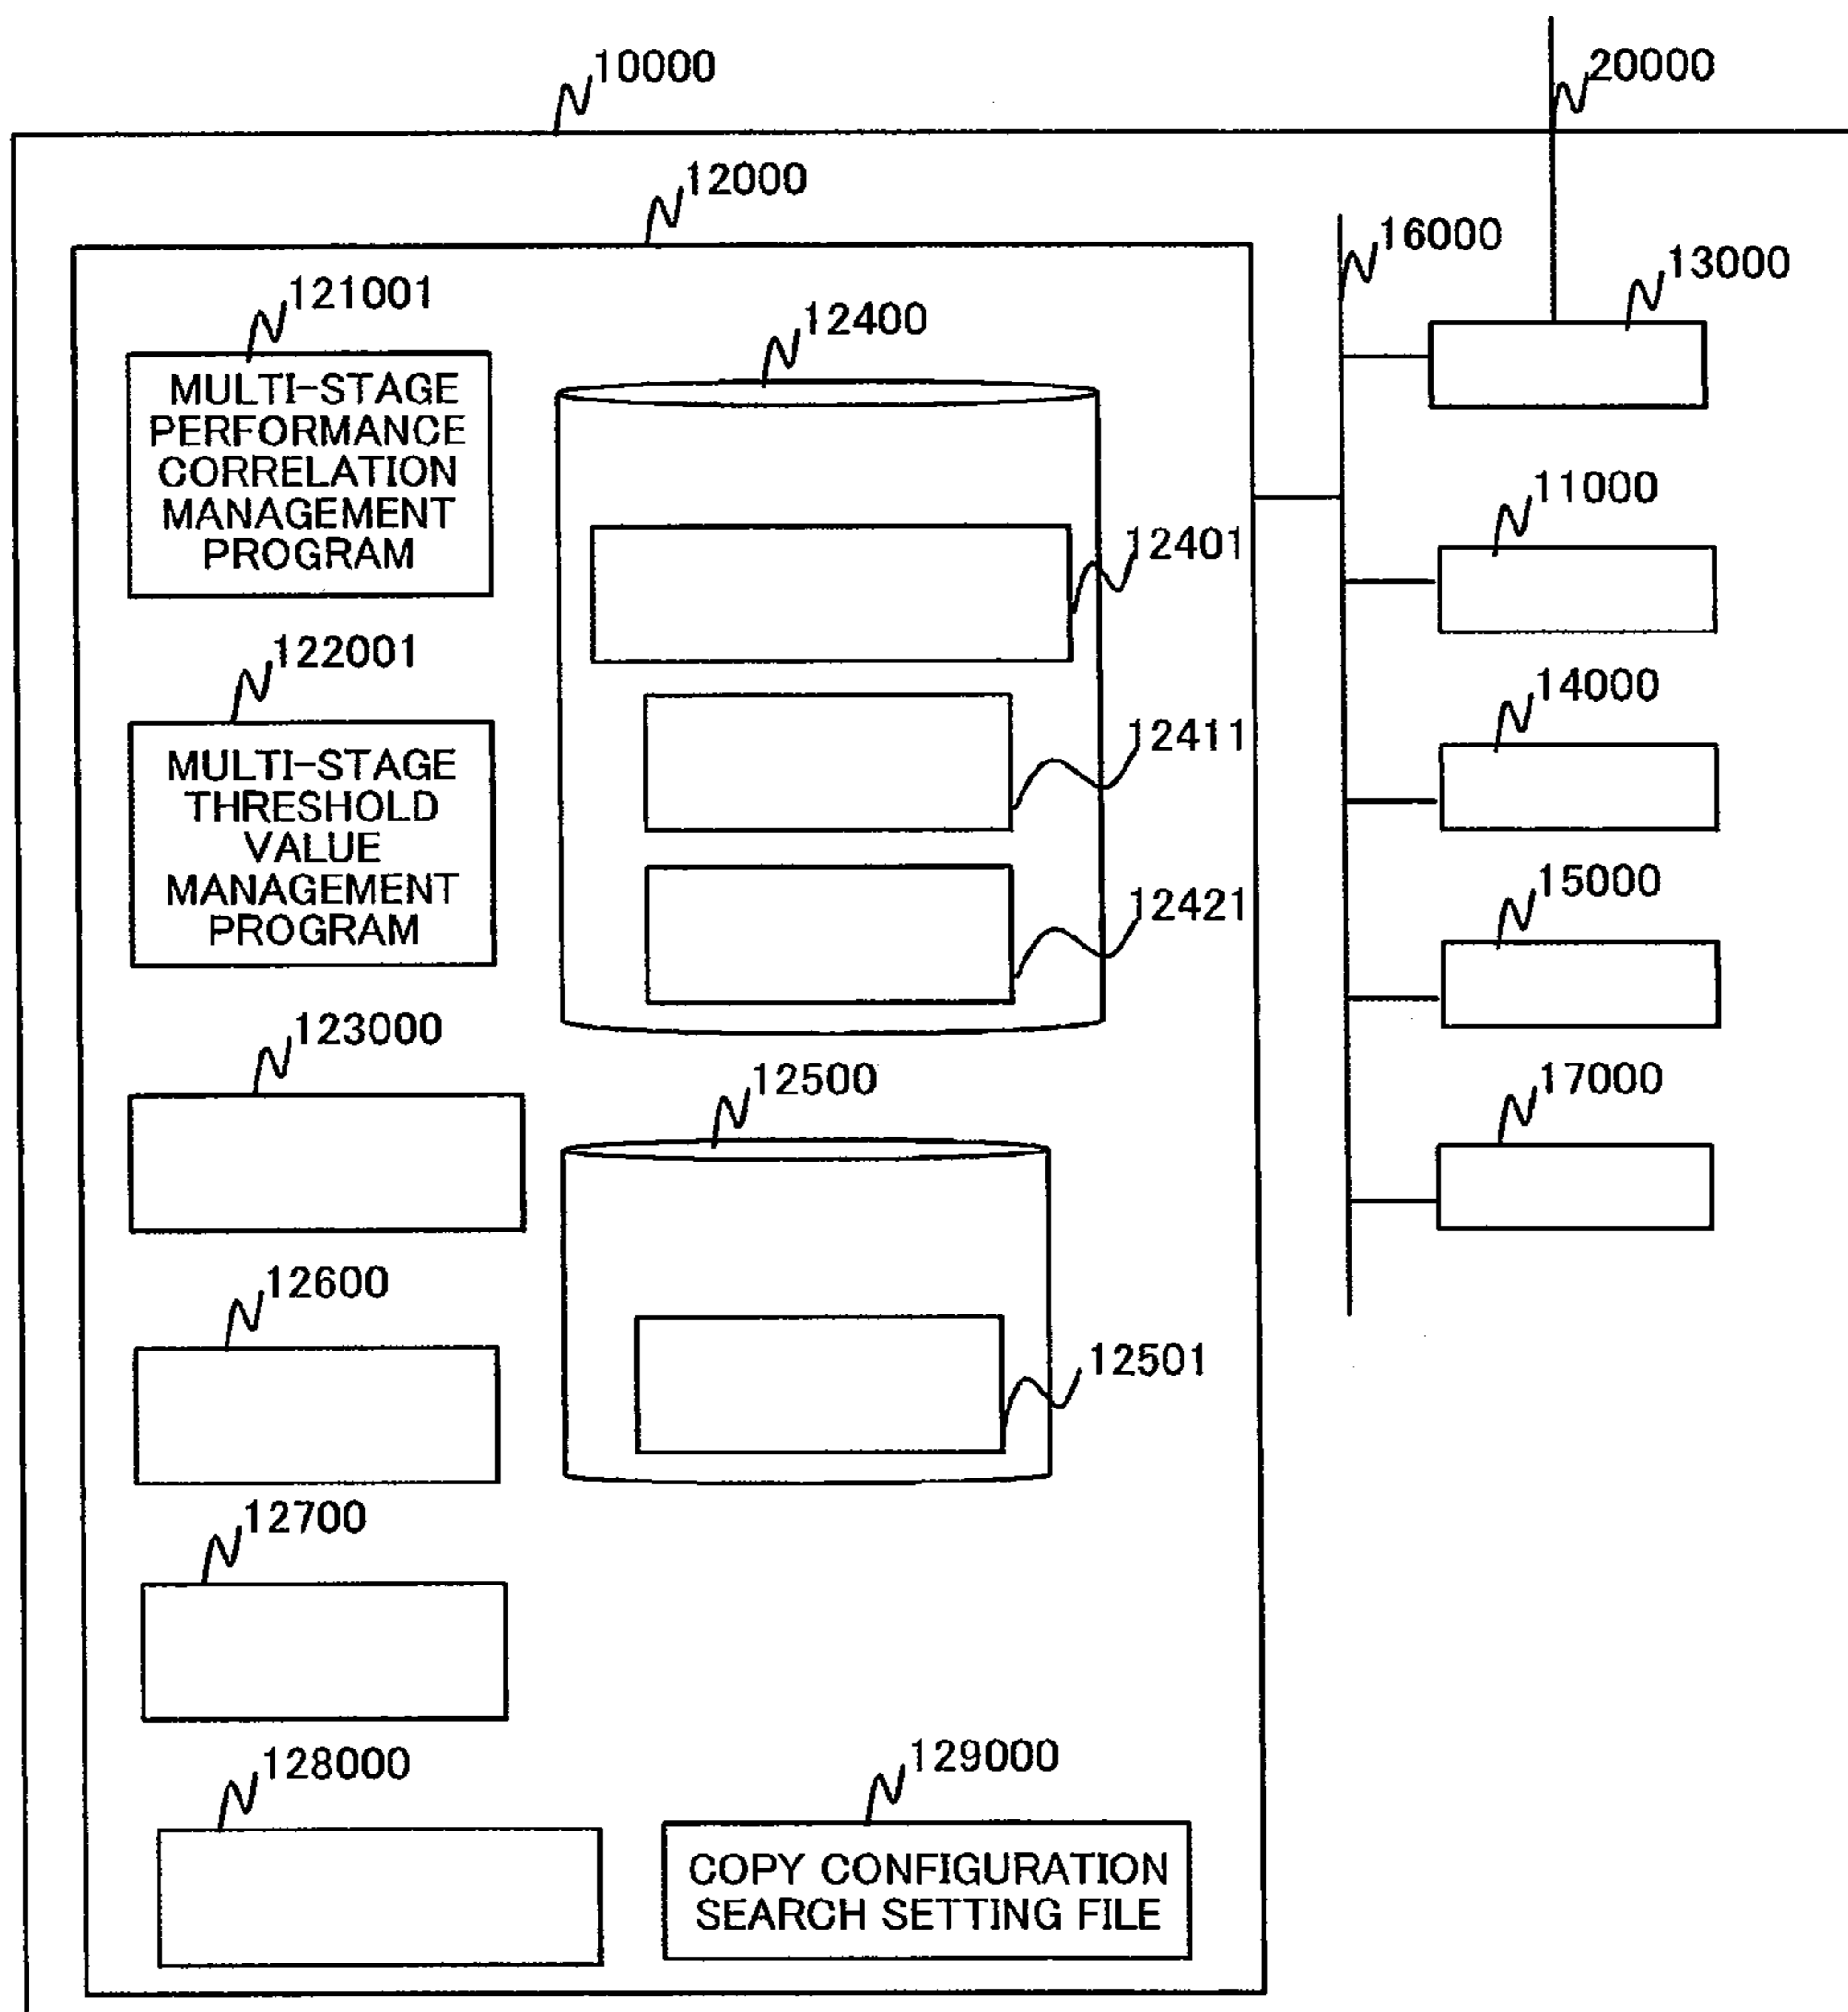 10000
20000
12000
16000
13000
121001
MULTI-STAGE
PERFORMANCE
CORRELATION
MANAGEMENT
PROGRAM
12400
12401
11000
122001
MULTI-STAGE
THRESHOLD
VALUE
MANAGEMENT
PROGRAM
12411
14000
12421
15000
123000
12500
17000
12600
12501
12700
128000
129000
COPY CONFIGURATION
SEARCH SETTING FILE